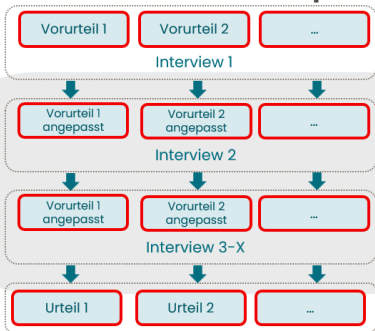 Vorurteil 1
Vorurteil 2
...
Interview 1
Vorurteil 1
angepasst
Vorurteil 2
angepasst
...
Interview 2
Vorurteil 1
angepasst
Vorurteil 2
angepasst
...
Interview 3-X
Urteil 1
Urteil 2
...